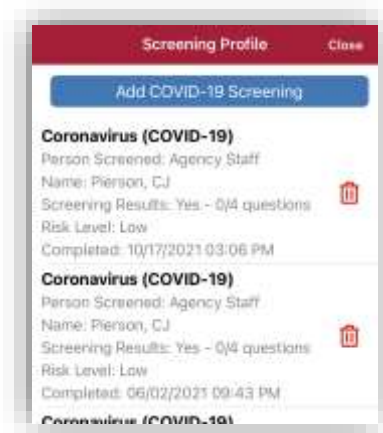 Screening Profile Close
Add COVID-19 Screening
Coronavirus (COVID-19)
Person Screened: Agency Staff
Name: Pierson, CJ
Screening Results: Yes - 0/4 questions
Risk Level: Low
Completed: 10/17/2021 03:06 PM
Coronavirus (COVID-19)
Person Screened: Agency Staff
Name: Pierson, CJ
Screening Results: Yes - 0/4 questions
Risk Level: Low
Completed: 06/02/2021 09:43 PM
Coronavirus (COVID-19)